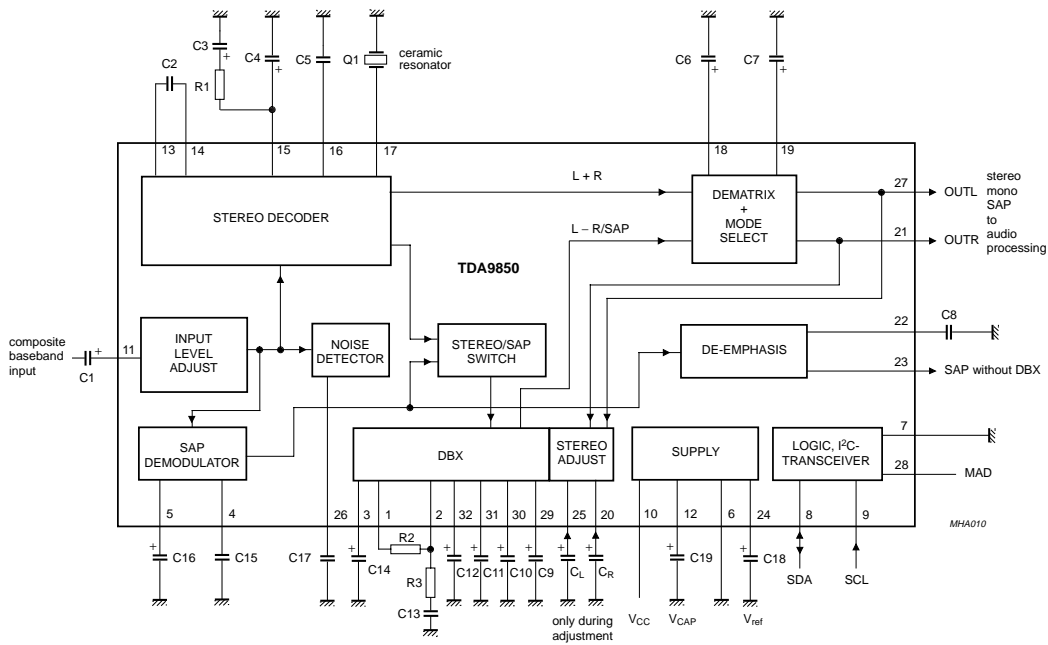 C3
+
C4
+
C5
Q1
ceramic
resonator
C6
+
C7
+
C2
R1
13
14
15
16
17
18
19
STEREO DECODER
L + R
L − R/SAP
DEMATRIX
+
MODE
SELECT
27
OUTL
21
OUTR
stereo
mono
SAP
to
audio
processing
TDA9850
composite
baseband
input
+
C1
11
INPUT
LEVEL
ADJUST
NOISE
DETECTOR
STEREO/SAP
SWITCH
DE-EMPHASIS
22
C8
23
SAP without DBX
SAP
DEMODULATOR
DBX
STEREO
ADJUST
SUPPLY
LOGIC, I²C-
TRANSCEIVER
7
28
MAD
5
4
26
3
1
2
32
31
30
29
25
20
10
12
6
24
8
9
MHA010
+
C16
C15
C17
+
C14
R2
R3
C13
+
C12
+
C11
+
C10
+
C9
+
CL
+
CR
only during
adjustment
+
C19
+
C18
VCC
VCAP
Vref
SDA
SCL